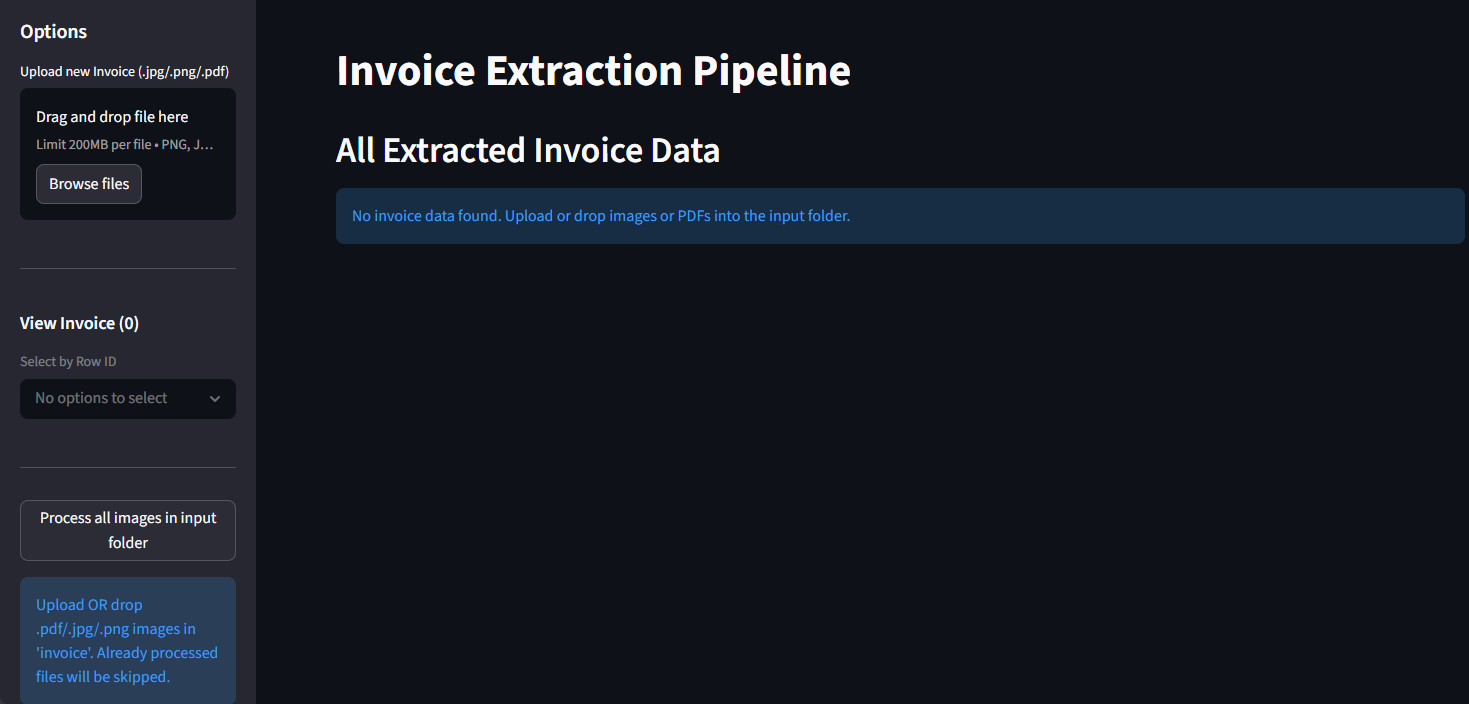 Options
Upload new Invoice (.jpg/.png/.pdf)
Drag and drop file here
Limit 200MB per file • PNG, J...
Browse files
View Invoice (0)
Select by Row ID
No options to select
Process all images in input
folder
Upload OR drop
.pdf/.jpg/.png images in
'invoice'. Already processed
files will be skipped.
Invoice Extraction Pipeline
All Extracted Invoice Data
No invoice data found. Upload or drop images or PDFs into the input folder.